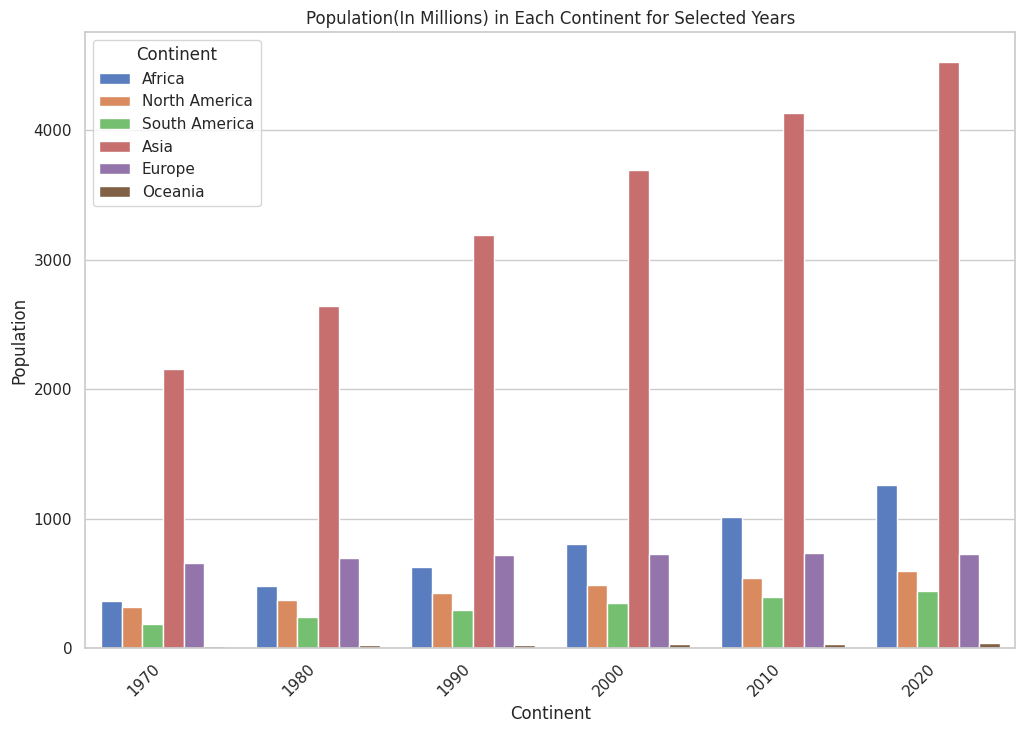 Population(In Millions) in Each Continent for Selected Years
Continent
Africa
North America
South America
Asia
Europe
Oceania
Population
4000
3000
2000
1000
0
1970
1980
1990
2000
2010
2020
Continent